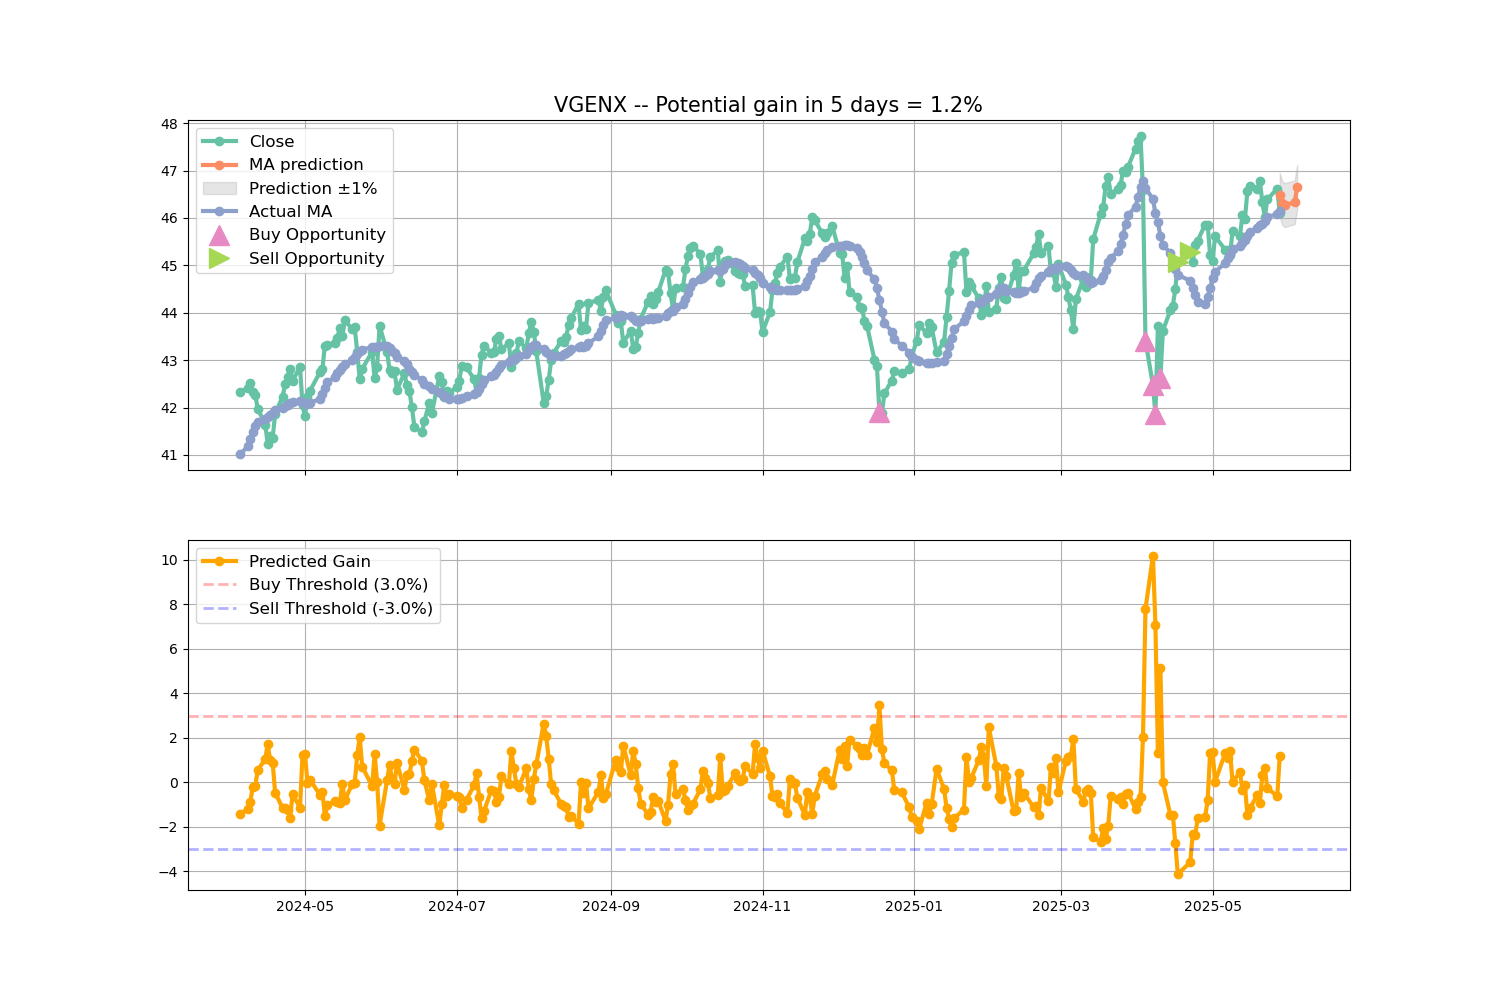 VGENX -- Potential gain in 5 days = 1.2%
48
47
46
45
44
43
42
41
Close
MA prediction
Prediction ±1%
Actual MA
Buy Opportunity
Sell Opportunity
10
8
6
4
2
0
−2
−4
Predicted Gain
Buy Threshold (3.0%)
Sell Threshold (-3.0%)
2024-05
2024-07
2024-09
2024-11
2025-01
2025-03
2025-05